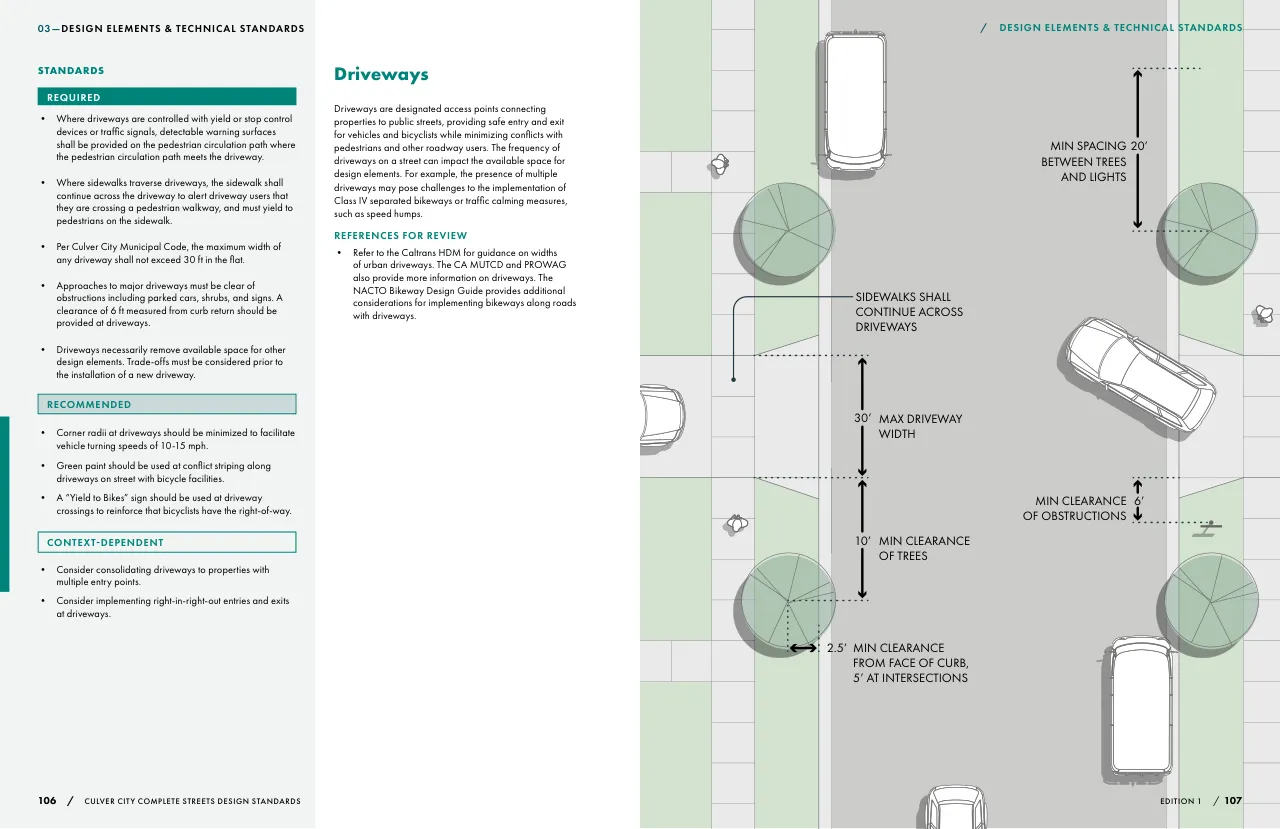 03—DESIGN ELEMENTS & TECHNICAL STANDARDS
STANDARDS
REQUIRED
• Where driveways are controlled with yield or stop control
devices or traffic signals, detectable warning surfaces
shall be provided on the pedestrian circulation path where
the pedestrian circulation path meets the driveway.
• Where sidewalks traverse driveways, the sidewalk shall
continue across the driveway to alert driveway users that
they are crossing a pedestrian walkway, and must yield to
pedestrians on the sidewalk.
• Per Culver City Municipal Code, the maximum width of
any driveway shall not exceed 30 ft in the flat.
• Approaches to major driveways must be clear of
obstructions including parked cars, shrubs, and signs. A
clearance of 6 ft measured from curb return should be
provided at driveways.
• Driveways necessarily remove available space for other
design elements. Trade-offs must be considered prior to
the installation of a new driveway.
RECOMMENDED
• Corner radii at driveways should be minimized to facilitate
vehicle turning speeds of 10-15 mph.
• Green paint should be used at conflict striping along
driveways on street with bicycle facilities.
• A “Yield to Bikes” sign should be used at driveway
crossings to reinforce that bicyclists have the right-of-way.
CONTEXT-DEPENDENT
• Consider consolidating driveways to properties with
multiple entry points.
• Consider implementing right-in-right-out entries and exits
at driveways.
106 / CULVER CITY COMPLETE STREETS DESIGN STANDARDS
Driveways
Driveways are designated access points connecting
properties to public streets, providing safe entry and exit
for vehicles and bicyclists while minimizing conflicts with
pedestrians and other roadway users. The frequency of
driveways on a street can impact the available space for
design elements. For example, the presence of multiple
driveways may pose challenges to the implementation of
Class IV separated bikeways or traffic calming measures,
such as speed humps.
REFERENCES FOR REVIEW
• Refer to the Caltrans HDM for guidance on widths
of urban driveways. The CA MUTCD and PROWAG
also provide more information on driveways. The
NACTO Bikeway Design Guide provides additional
considerations for implementing bikeways along roads
with driveways.
/ DESIGN ELEMENTS & TECHNICAL STANDARDS
MIN SPACING 20’
BETWEEN TREES
AND LIGHTS
SIDEWALKS SHALL
CONTINUE ACROSS
DRIVEWAYS
30’ MAX DRIVEWAY
WIDTH
MIN CLEARANCE 6’
OF OBSTRUCTIONS
10’ MIN CLEARANCE
OF TREES
2.5’ MIN CLEARANCE
FROM FACE OF CURB,
5’ AT INTERSECTIONS
EDITION 1 / 107